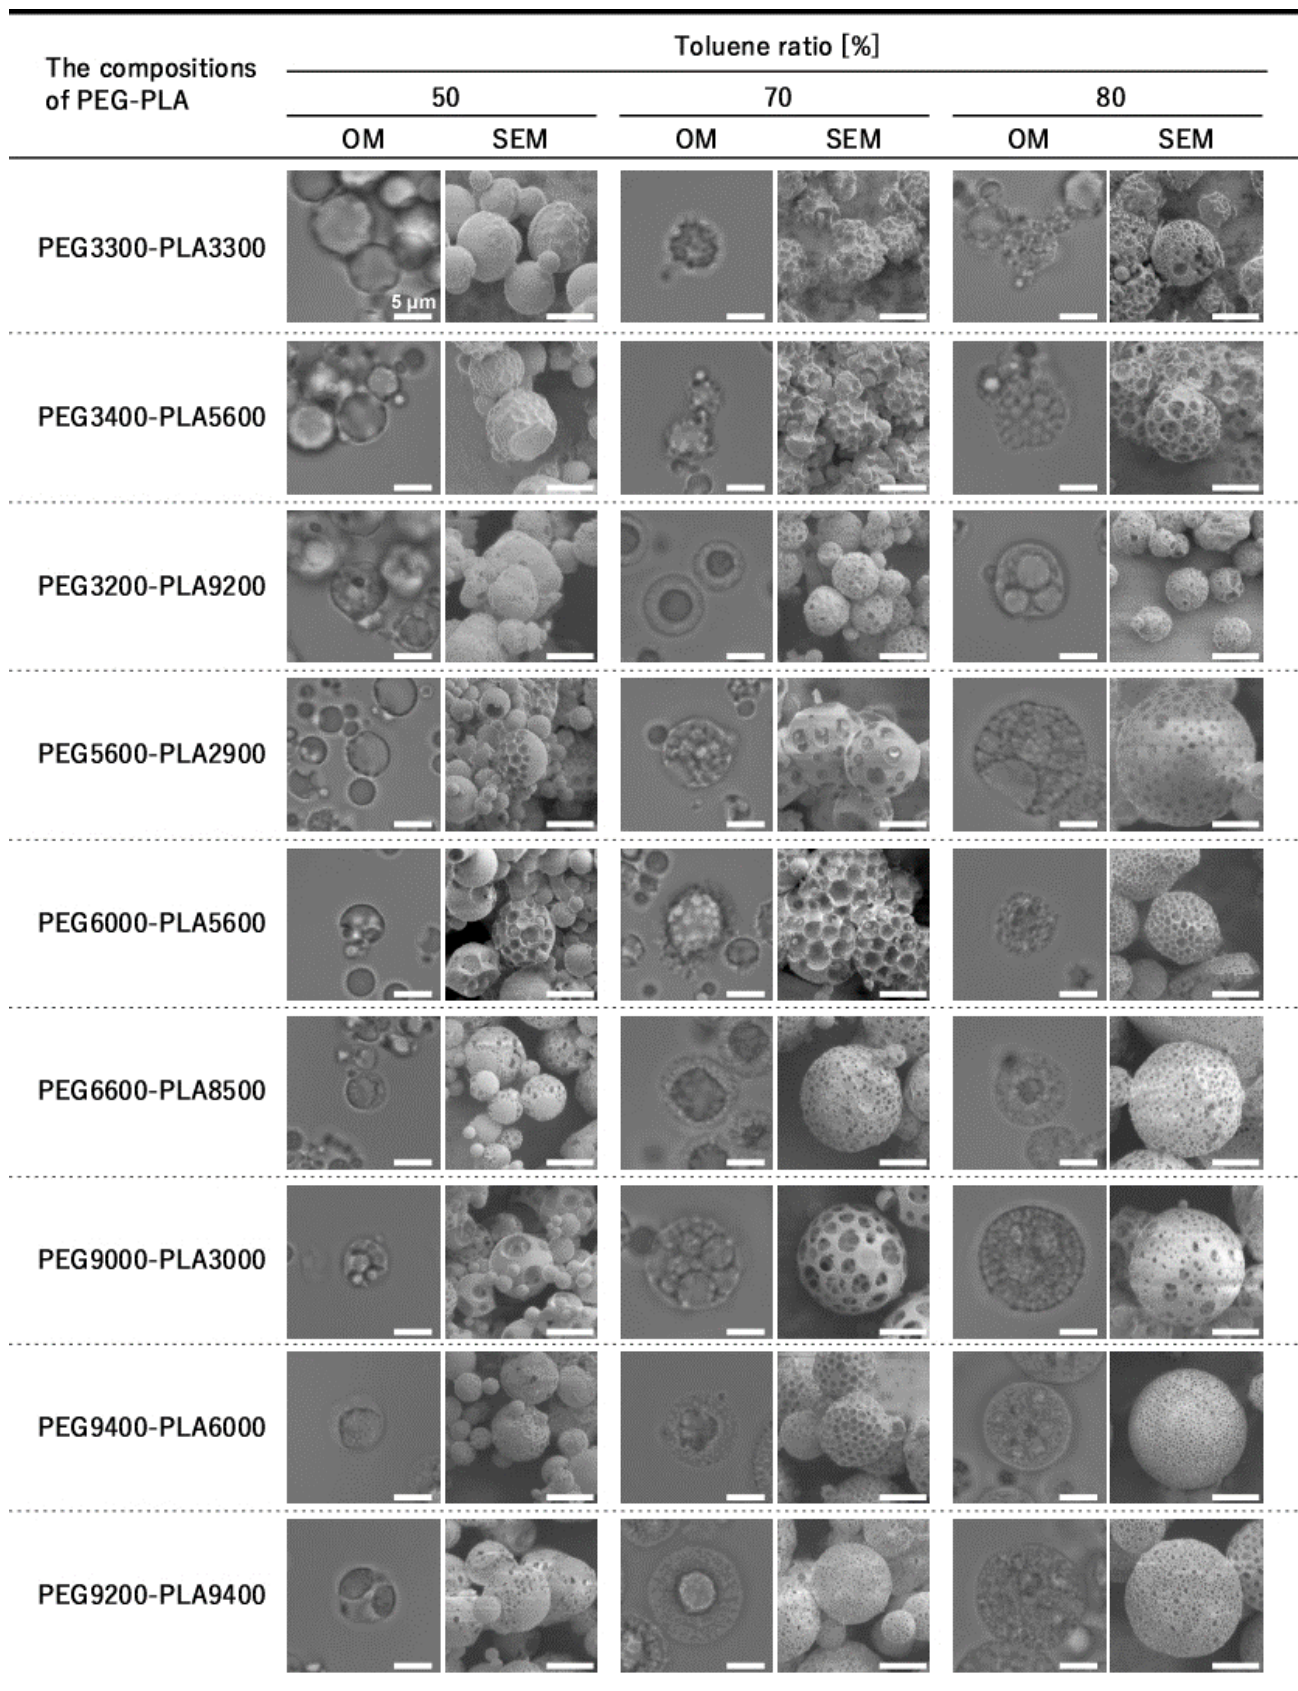 Toluene ratio [%]
The compositions
of PEG-PLA
50 70 80
OM SEM OM SEM OM SEM
PEG3300-PLA3300
5 μm
PEG3400-PLA5600
PEG3200-PLA9200
PEG5600-PLA2900
PEG6000-PLA5600
PEG6600-PLA8500
PEG9000-PLA3000
PEG9400-PLA6000
PEG9200-PLA9400